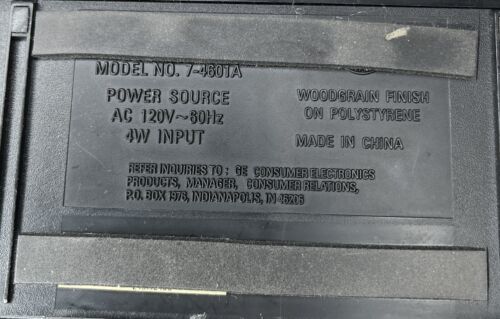 MODEL NO. 7-4601A
POWER SOURCE
AC 120V~60Hz
4W INPUT
WOODGRAIN FINISH
ON POLYSTYRENE
MADE IN CHINA
REFER INQUIRIES TO : GE CONSUMER ELECTRONICS
PRODUCTS, MANAGER, CONSUMER RELATIONS,
P.O. BOX 1976, INDIANAPOLIS, IN 46206